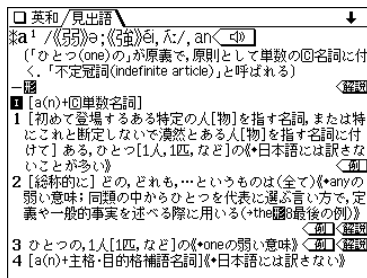 英和 見出語
※a¹ /《弱》ə;《強》éi, ʌ́ː/, an
(「ひとつ(one)の」が原義で, 原則として単数のⒸ名詞に付
く. 「不定冠詞(indefinite article)」と呼ばれる)
―冠 解説
1 [a(n)+Ⓒ単数名詞]
1 [初めて登場するある特定の人[物]を指す名詞, または特
にこれと断定しないで漠然とある人[物]を指す名詞に付
けて] ある, ひとつ[1人, 1匹, など]の《◆日本語には訳さな
いことが多い》 例
2 [総称的に] どの, どれも, …というものは(全て)《◆anyの
弱い意味; 同類の中からひとつを代表に選ぶ言い方で, 定
義や一般的事実を述べる際に用いる(→the冠8最後の例)》
例 解説
3 ひとつの, 1人[1匹, など]の《◆oneの弱い意味》 例 解説
4 [a(n)+主格・目的格補語名詞]《◆日本語には訳さない》